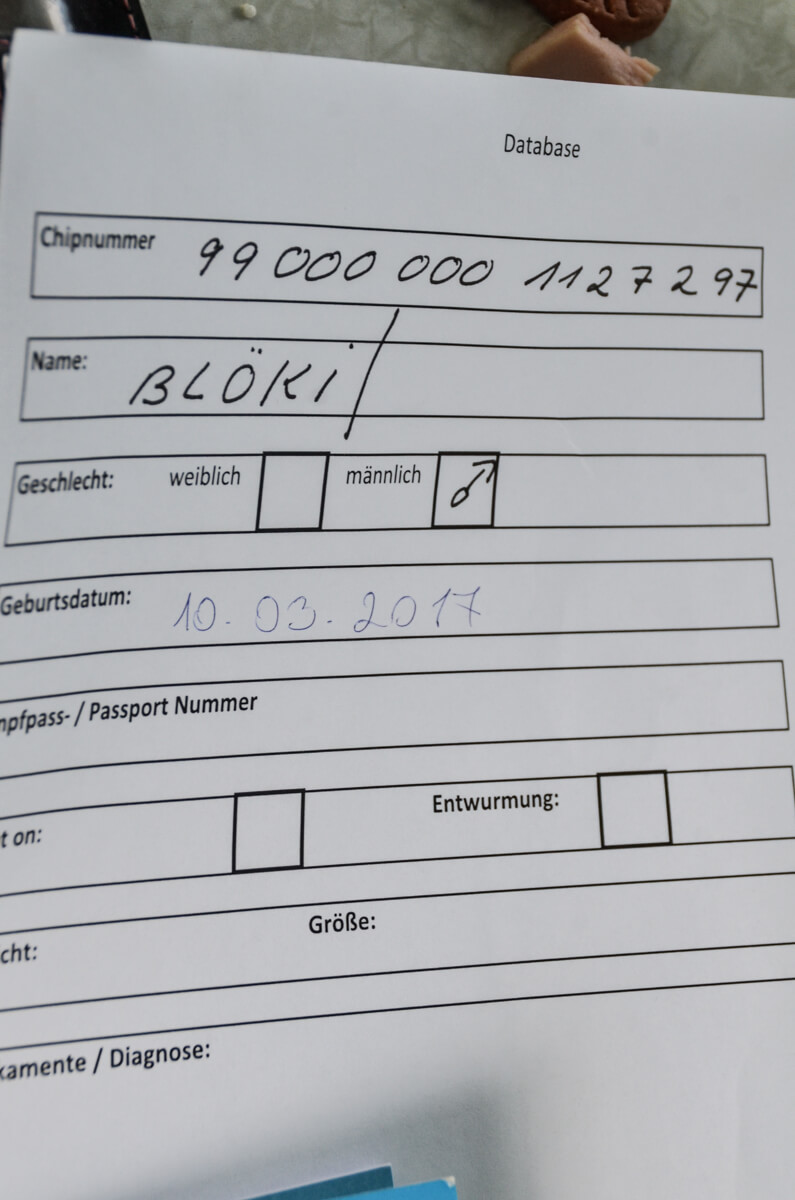 Database
Chipnummer 99 000 000 1127297
Name: BLÖKI /
Geschlecht: weiblich männlich ♂
Geburtsdatum: 10.03.2017
mpfpass- / Passport Nummer
t on: Entwurmung:
cht: Größe:
kamente / Diagnose: